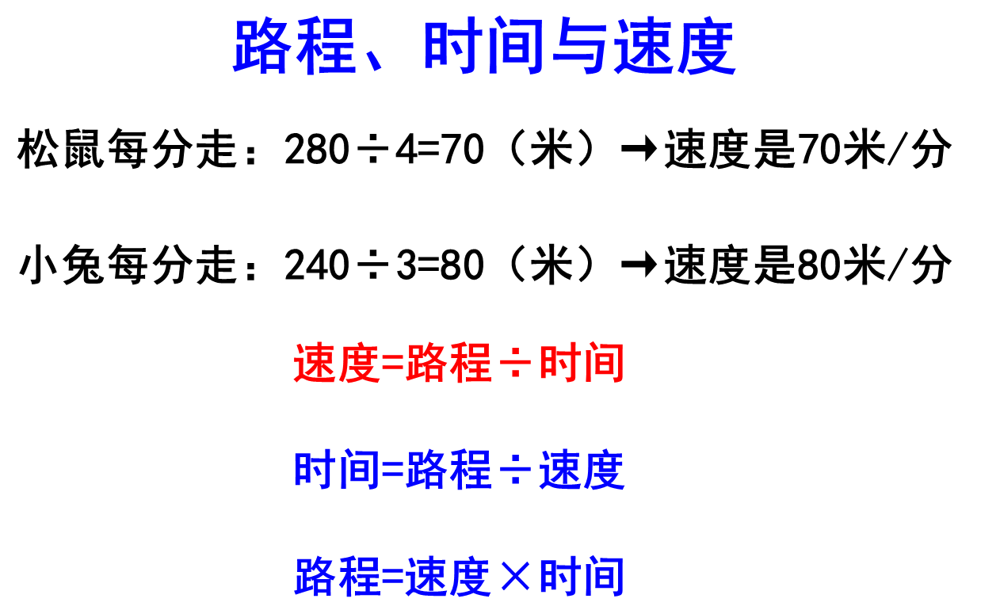 路程、时间与速度
松鼠每分走：280÷4=70（米）→速度是70米/分
小兔每分走：240÷3=80（米）→速度是80米/分
速度=路程÷时间
时间=路程÷速度
路程=速度×时间